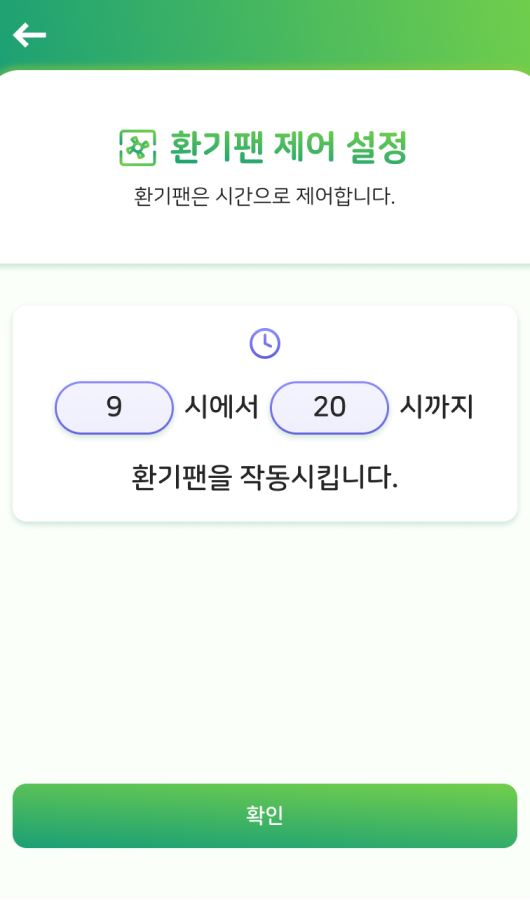 환기팬 제어 설정
환기팬은 시간으로 제어합니다.
9 시에서 20 시까지
환기팬을 작동시킵니다.
확인